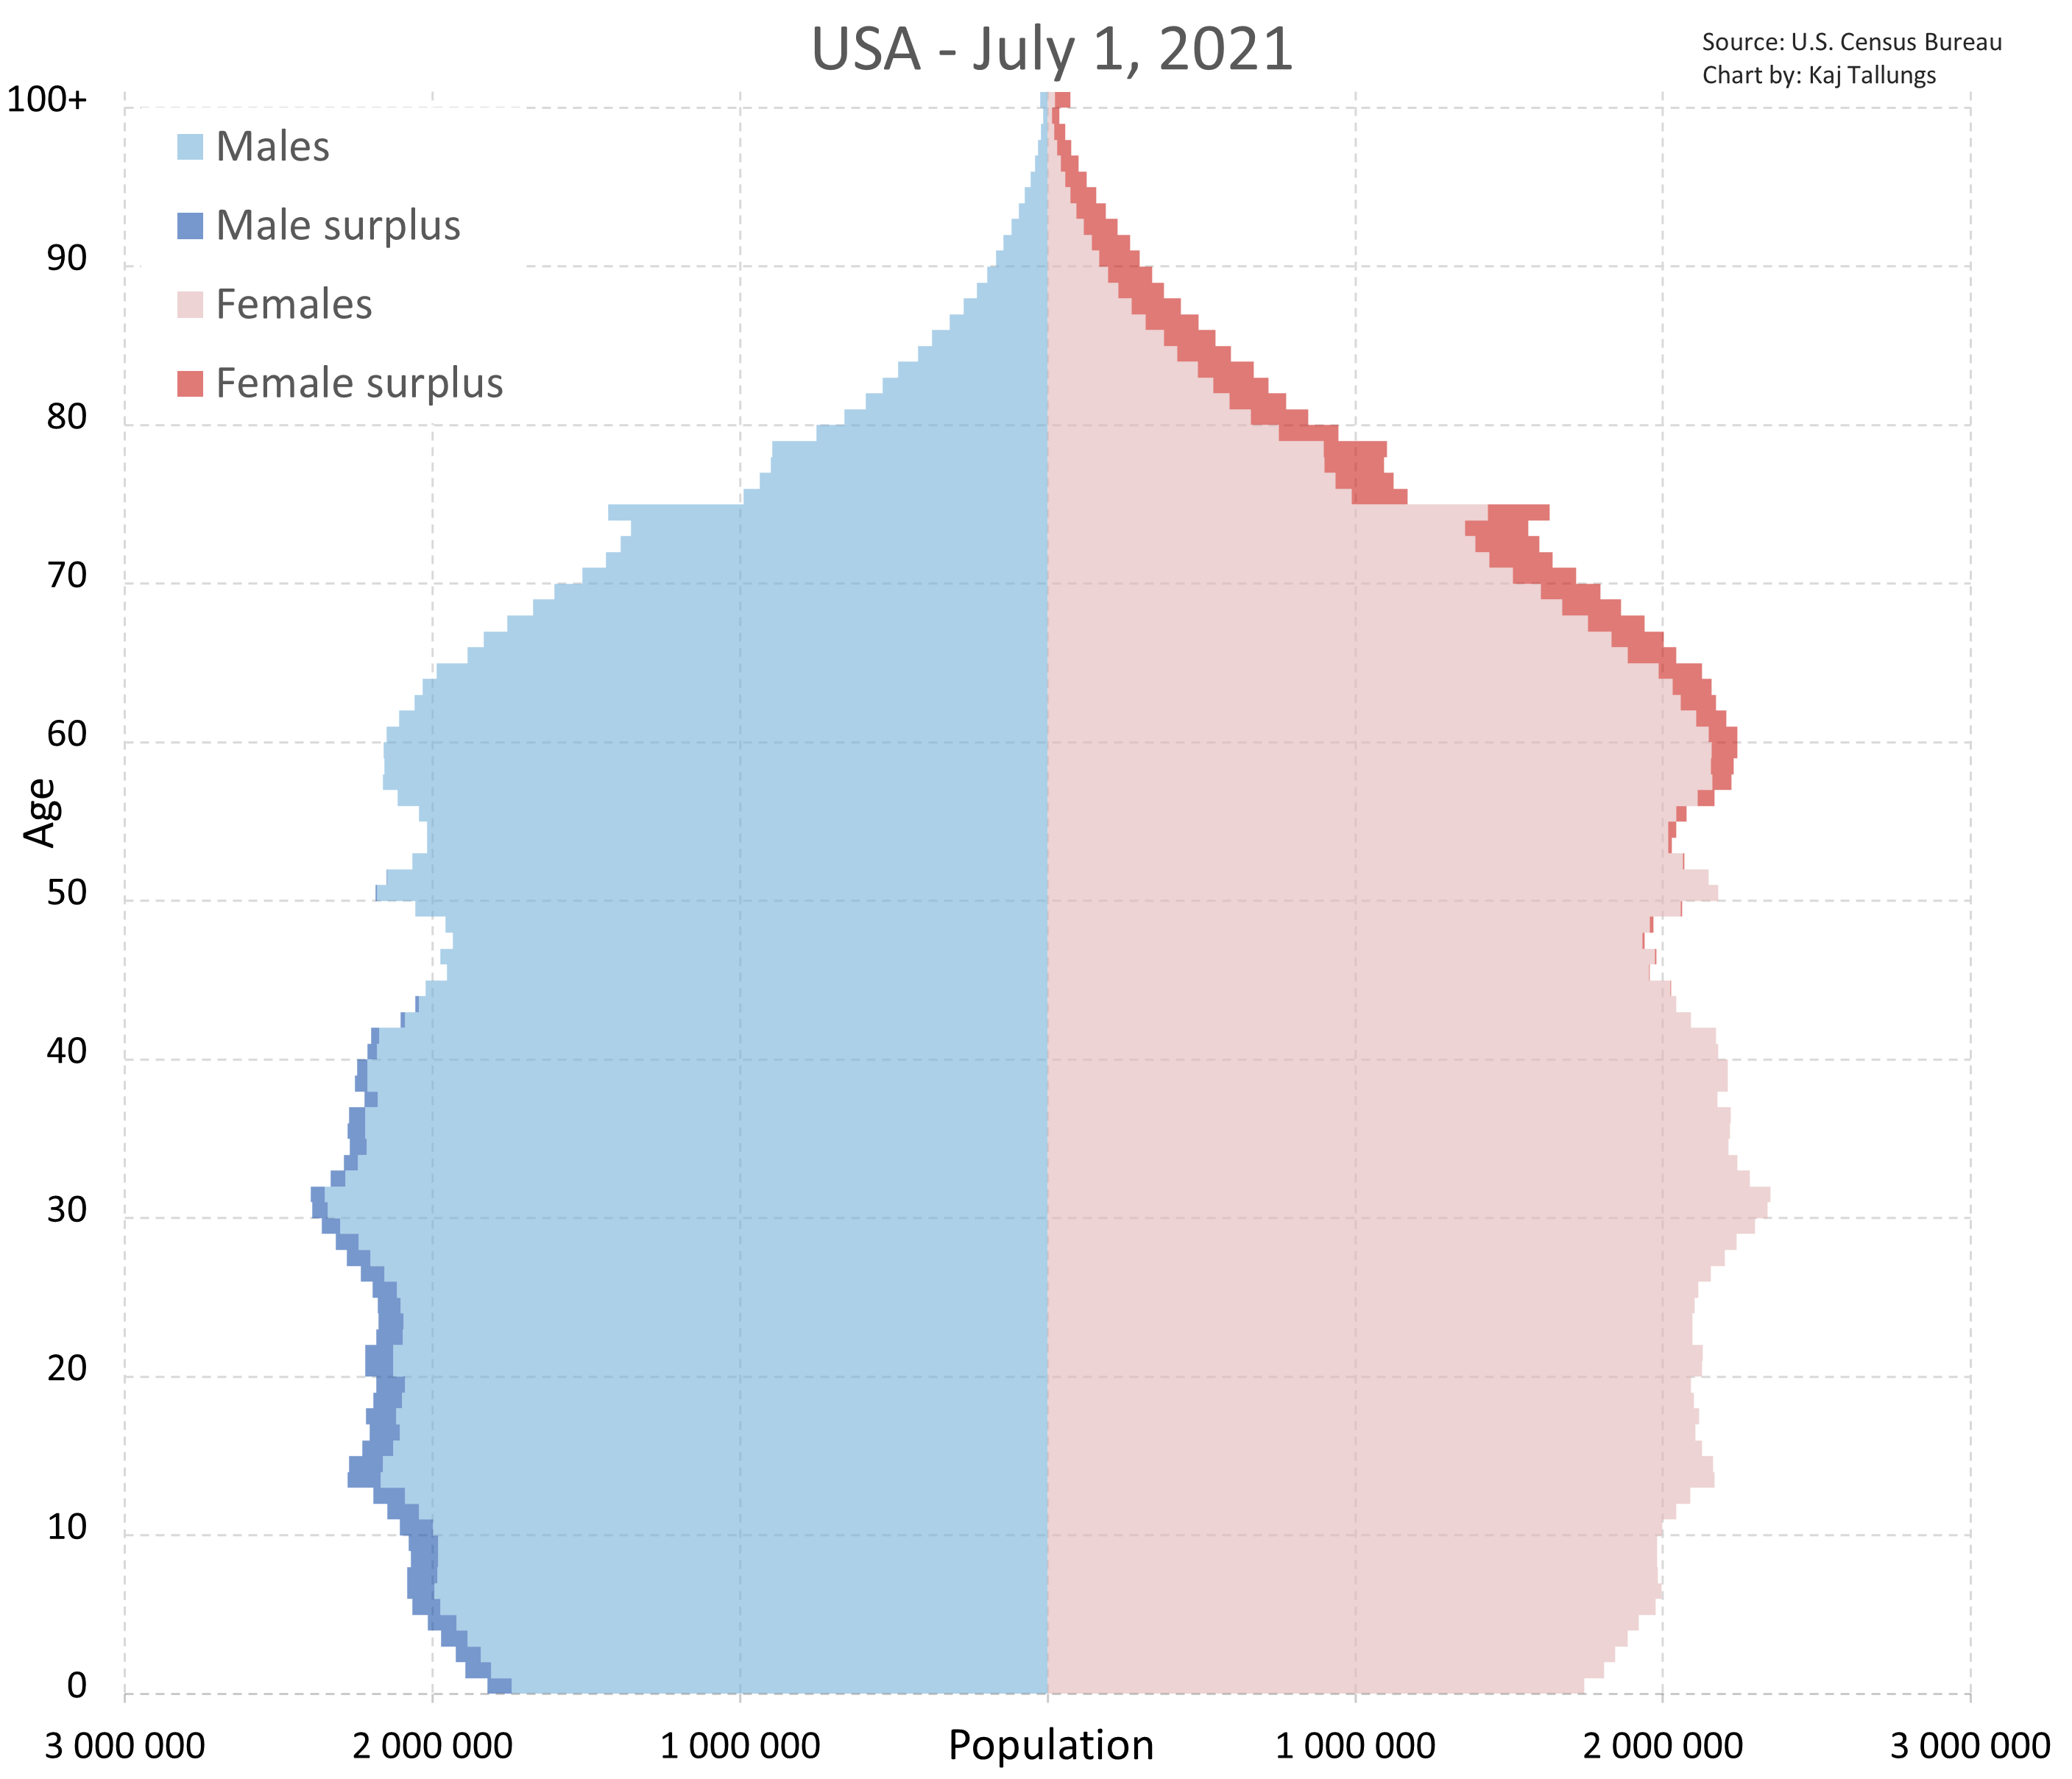 USA - July 1, 2021
Source: U.S. Census Bureau
Chart by: Kaj Tallungs
Males
Male surplus
Females
Female surplus
100+
90
80
70
60
50
40
30
20
10
0
Age
3 000 000
2 000 000
1 000 000
Population
1 000 000
2 000 000
3 000 000